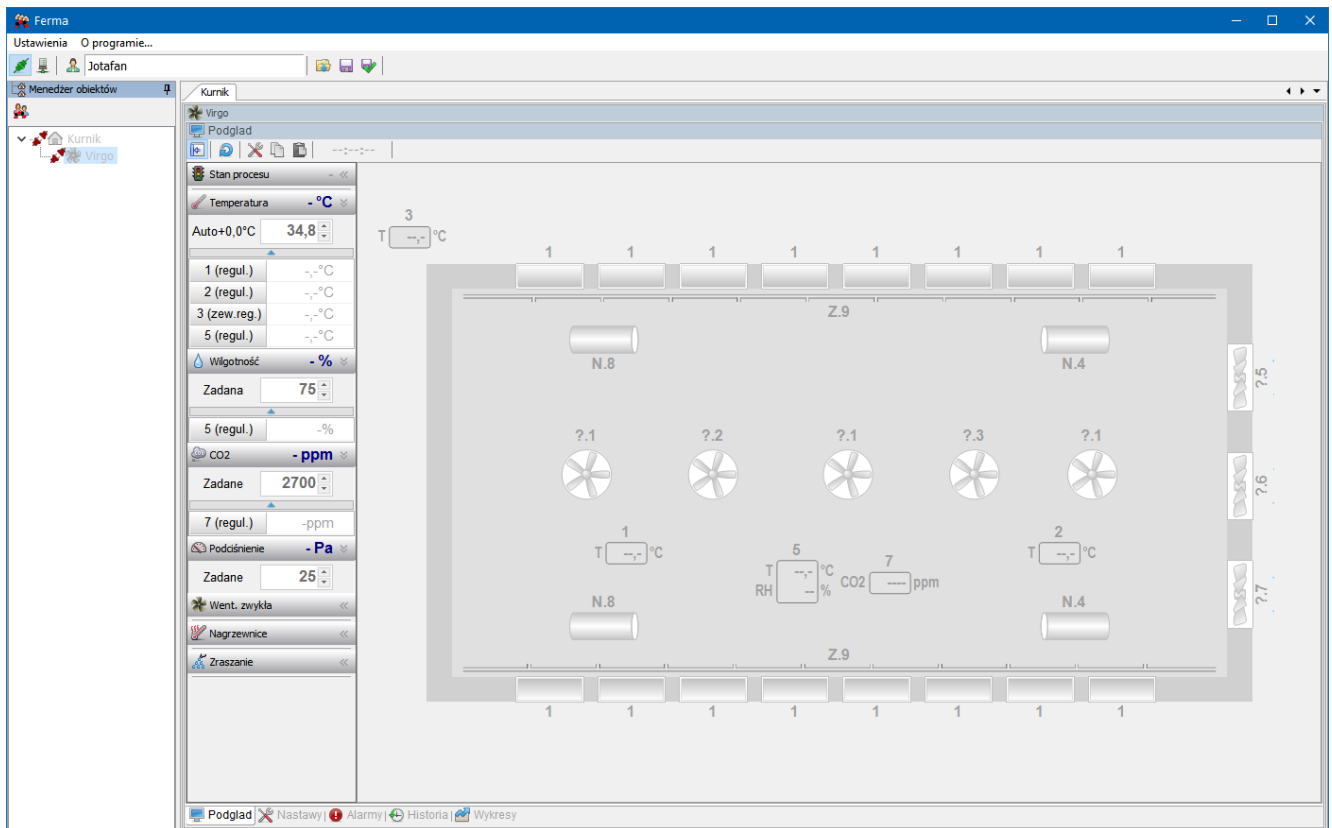 Ferma
Ustawienia O programie...
Jotafan
Menedżer obiektów
Kurnik
Virgo
Kurnik
Virgo
Podglad
--:--:--
Stan procesu -
Temperatura - °C
Auto+0,0°C 34,8
1 (regul.) -,-°C
2 (regul.) -,-°C
3 (zew.reg.) -,-°C
5 (regul.) -,-°C
Wilgotność - %
Zadana 75
5 (regul.) -%
CO2 - ppm
Zadane 2700
7 (regul.) -ppm
Podciśnienie - Pa
Zadane 25
Went. zwykła
Nagrzewnice
Zraszanie
3
T --,- °C
1 1 1 1 1 1 1 1
Z.9
N.8 N.4
?.5
?.1 ?.2 ?.1 ?.3 ?.1
?.6
1
T --,- °C
5
T --,- °C
RH -- %
7
CO2 ---- ppm
2
T --,- °C
N.8 N.4
?.7
Z.9
1 1 1 1 1 1 1 1
Podglad Nastawy Alarmy Historia Wykresy